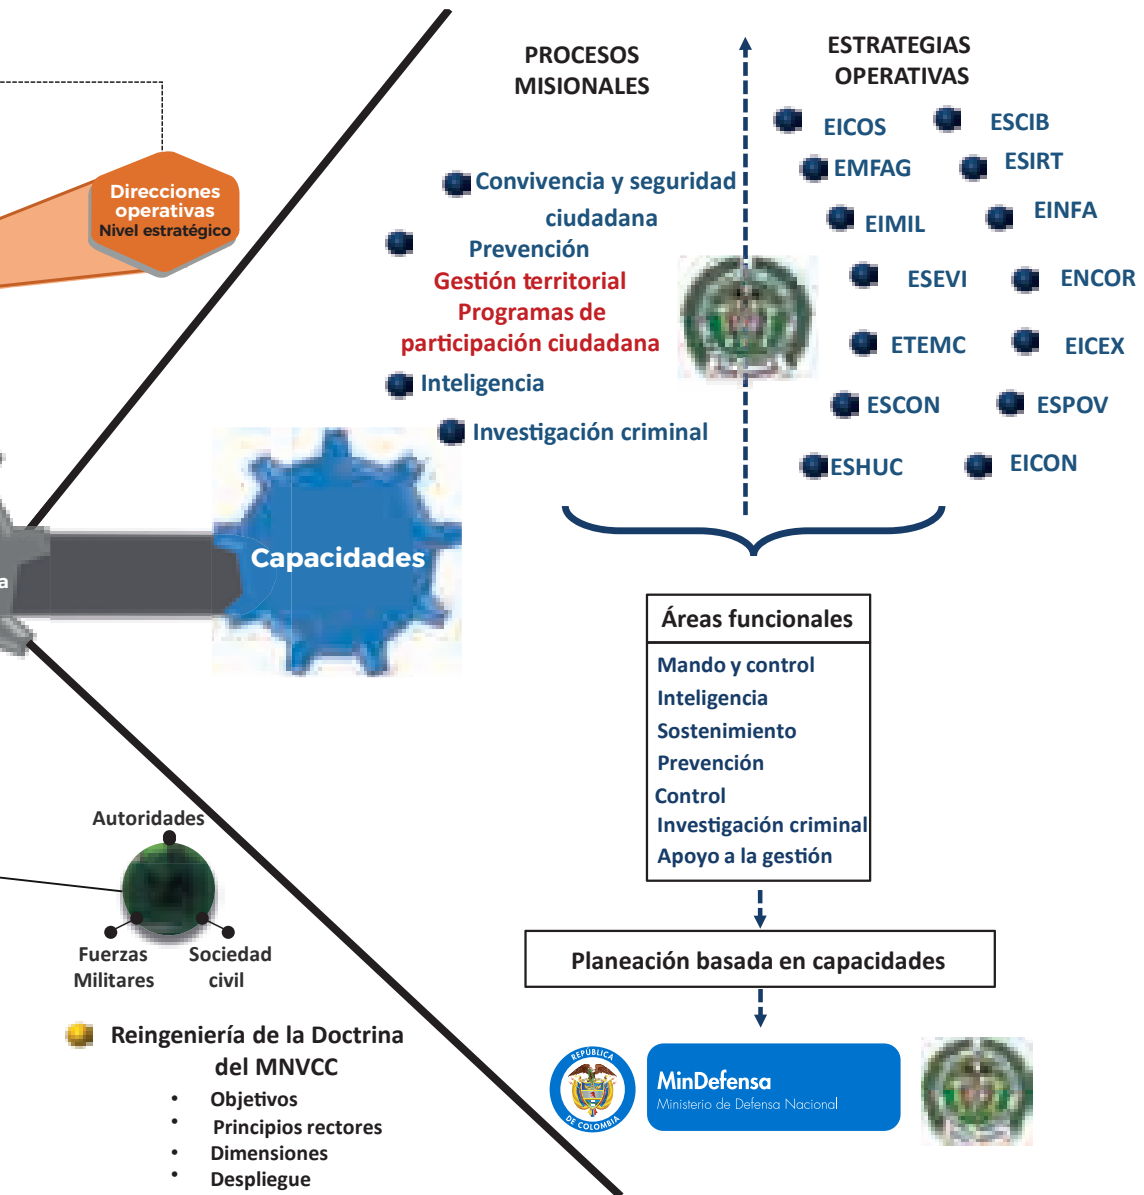 PROCESOS
MISIONALES
ESTRATEGIAS
OPERATIVAS
Direcciones
operativas
Nivel estratégico
Convivencia y seguridad
ciudadana
Prevención
Gestión territorial
Programas de
participación ciudadana
Inteligencia
Investigación criminal
EICOS
ESCIB
EMFAG
ESIRT
EIMIL
EINFA
ESEVI
ENCOR
ETEMC
EICEX
ESCON
ESPOV
ESHUC
EICON
a
Capacidades
Áreas funcionales
Mando y control
Inteligencia
Sostenimiento
Prevención
Control
Investigación criminal
Apoyo a la gestión
Planeación basada en capacidades
REPÚBLICA
DE COLOMBIA
MinDefensa
Ministerio de Defensa Nacional
Autoridades
Fuerzas
Militares
Sociedad
civil
Reingeniería de la Doctrina
del MNVCC
• Objetivos
• Principios rectores
• Dimensiones
• Despliegue